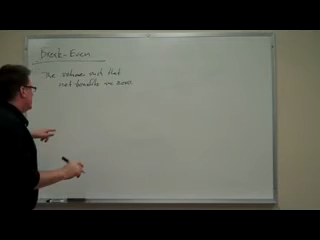 Break-Even
The volume such that
net benefits are zero.